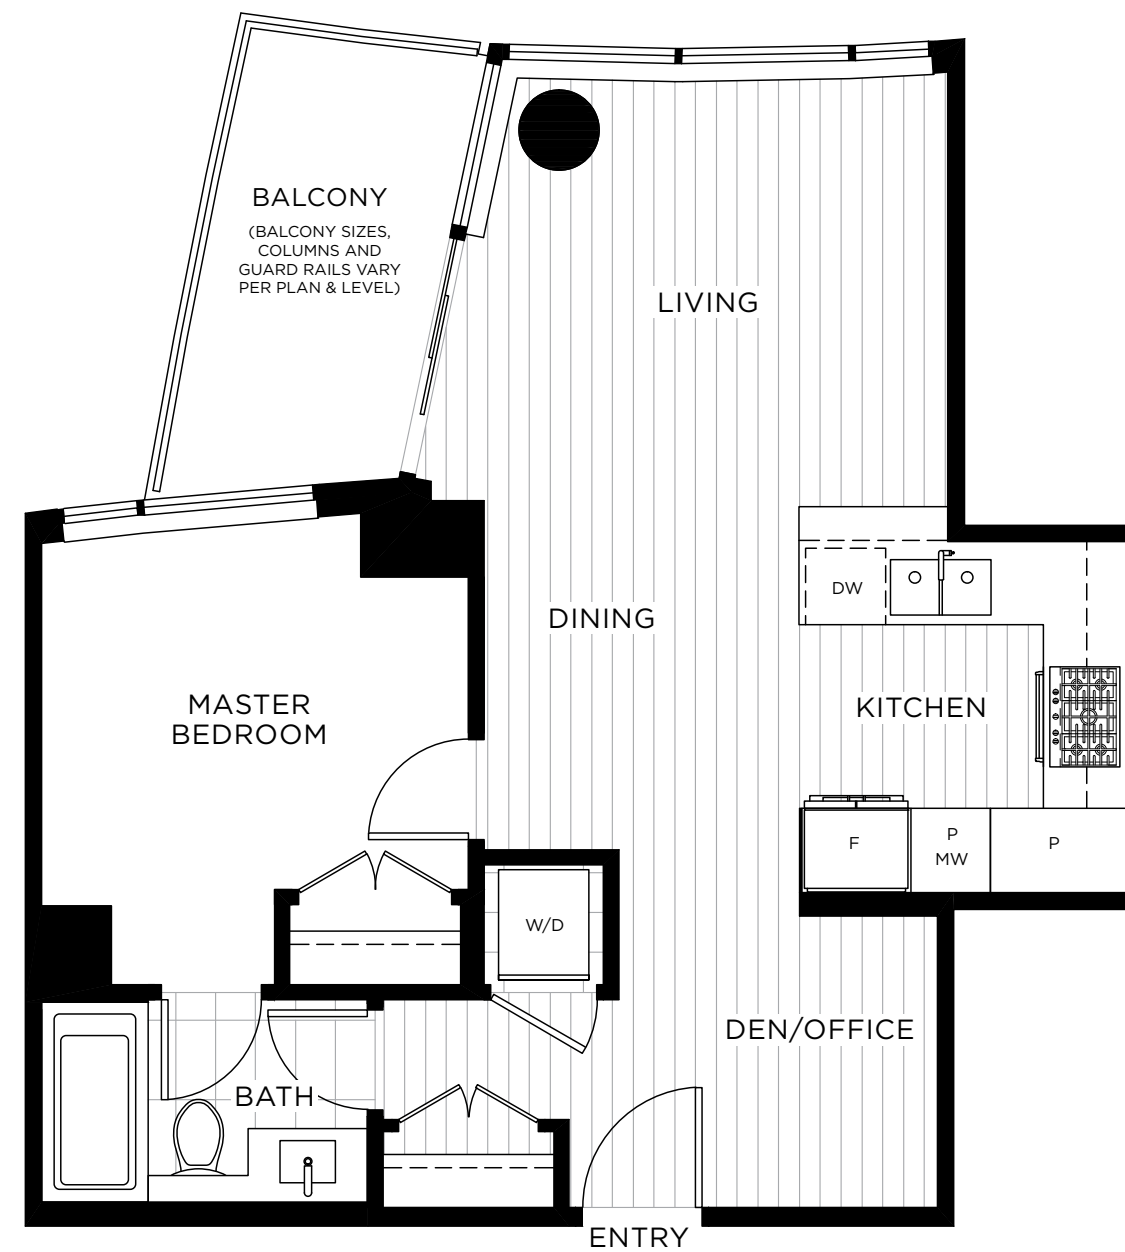 BALCONY
(BALCONY SIZES,
COLUMNS AND
GUARD RAILS VARY
PER PLAN & LEVEL)
LIVING
DW
DINING
MASTER
BEDROOM
KITCHEN
F
P
MW
P
W/D
DEN/OFFICE
BATH
ENTRY